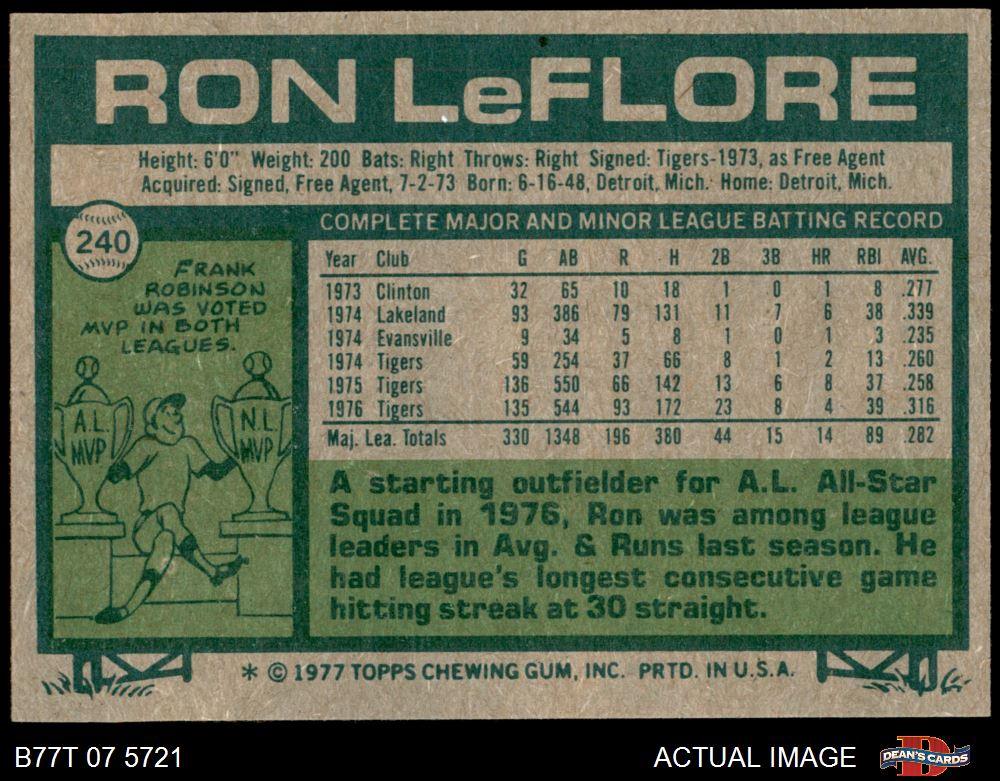 RON LeFLORE
Height: 6'0" Weight: 200 Bats: Right Throws: Right Signed: Tigers-1973, as Free Agent
Acquired: Signed, Free Agent, 7-2-73 Born: 6-16-48, Detroit, Mich. Home: Detroit, Mich.
240
FRANK
ROBINSON
WAS VOTED
MVP IN BOTH
LEAGUES.
A.L.
MVP
N.L.
MVP
COMPLETE MAJOR AND MINOR LEAGUE BATTING RECORD
Year Club G AB R H 2B 3B HR RBI AVG.
1973 Clinton 32 65 10 18 1 0 1 8 .277
1974 Lakeland 93 386 79 131 11 7 6 38 .339
1974 Evansville 9 34 5 8 1 0 1 3 .235
1974 Tigers 59 254 37 66 8 1 2 13 .260
1975 Tigers 136 550 66 142 13 6 8 37 .258
1976 Tigers 135 544 93 172 23 8 4 39 .316
Maj. Lea. Totals 330 1348 196 380 44 15 14 89 .282
A starting outfielder for A.L. All-Star
Squad in 1976, Ron was among league
leaders in Avg. & Runs last season. He
had league's longest consecutive game
hitting streak at 30 straight.
* © 1977 TOPPS CHEWING GUM, INC. PRTD. IN U.S.A.
B77T 07 5721
ACTUAL IMAGE
D
DEAN'S CARDS